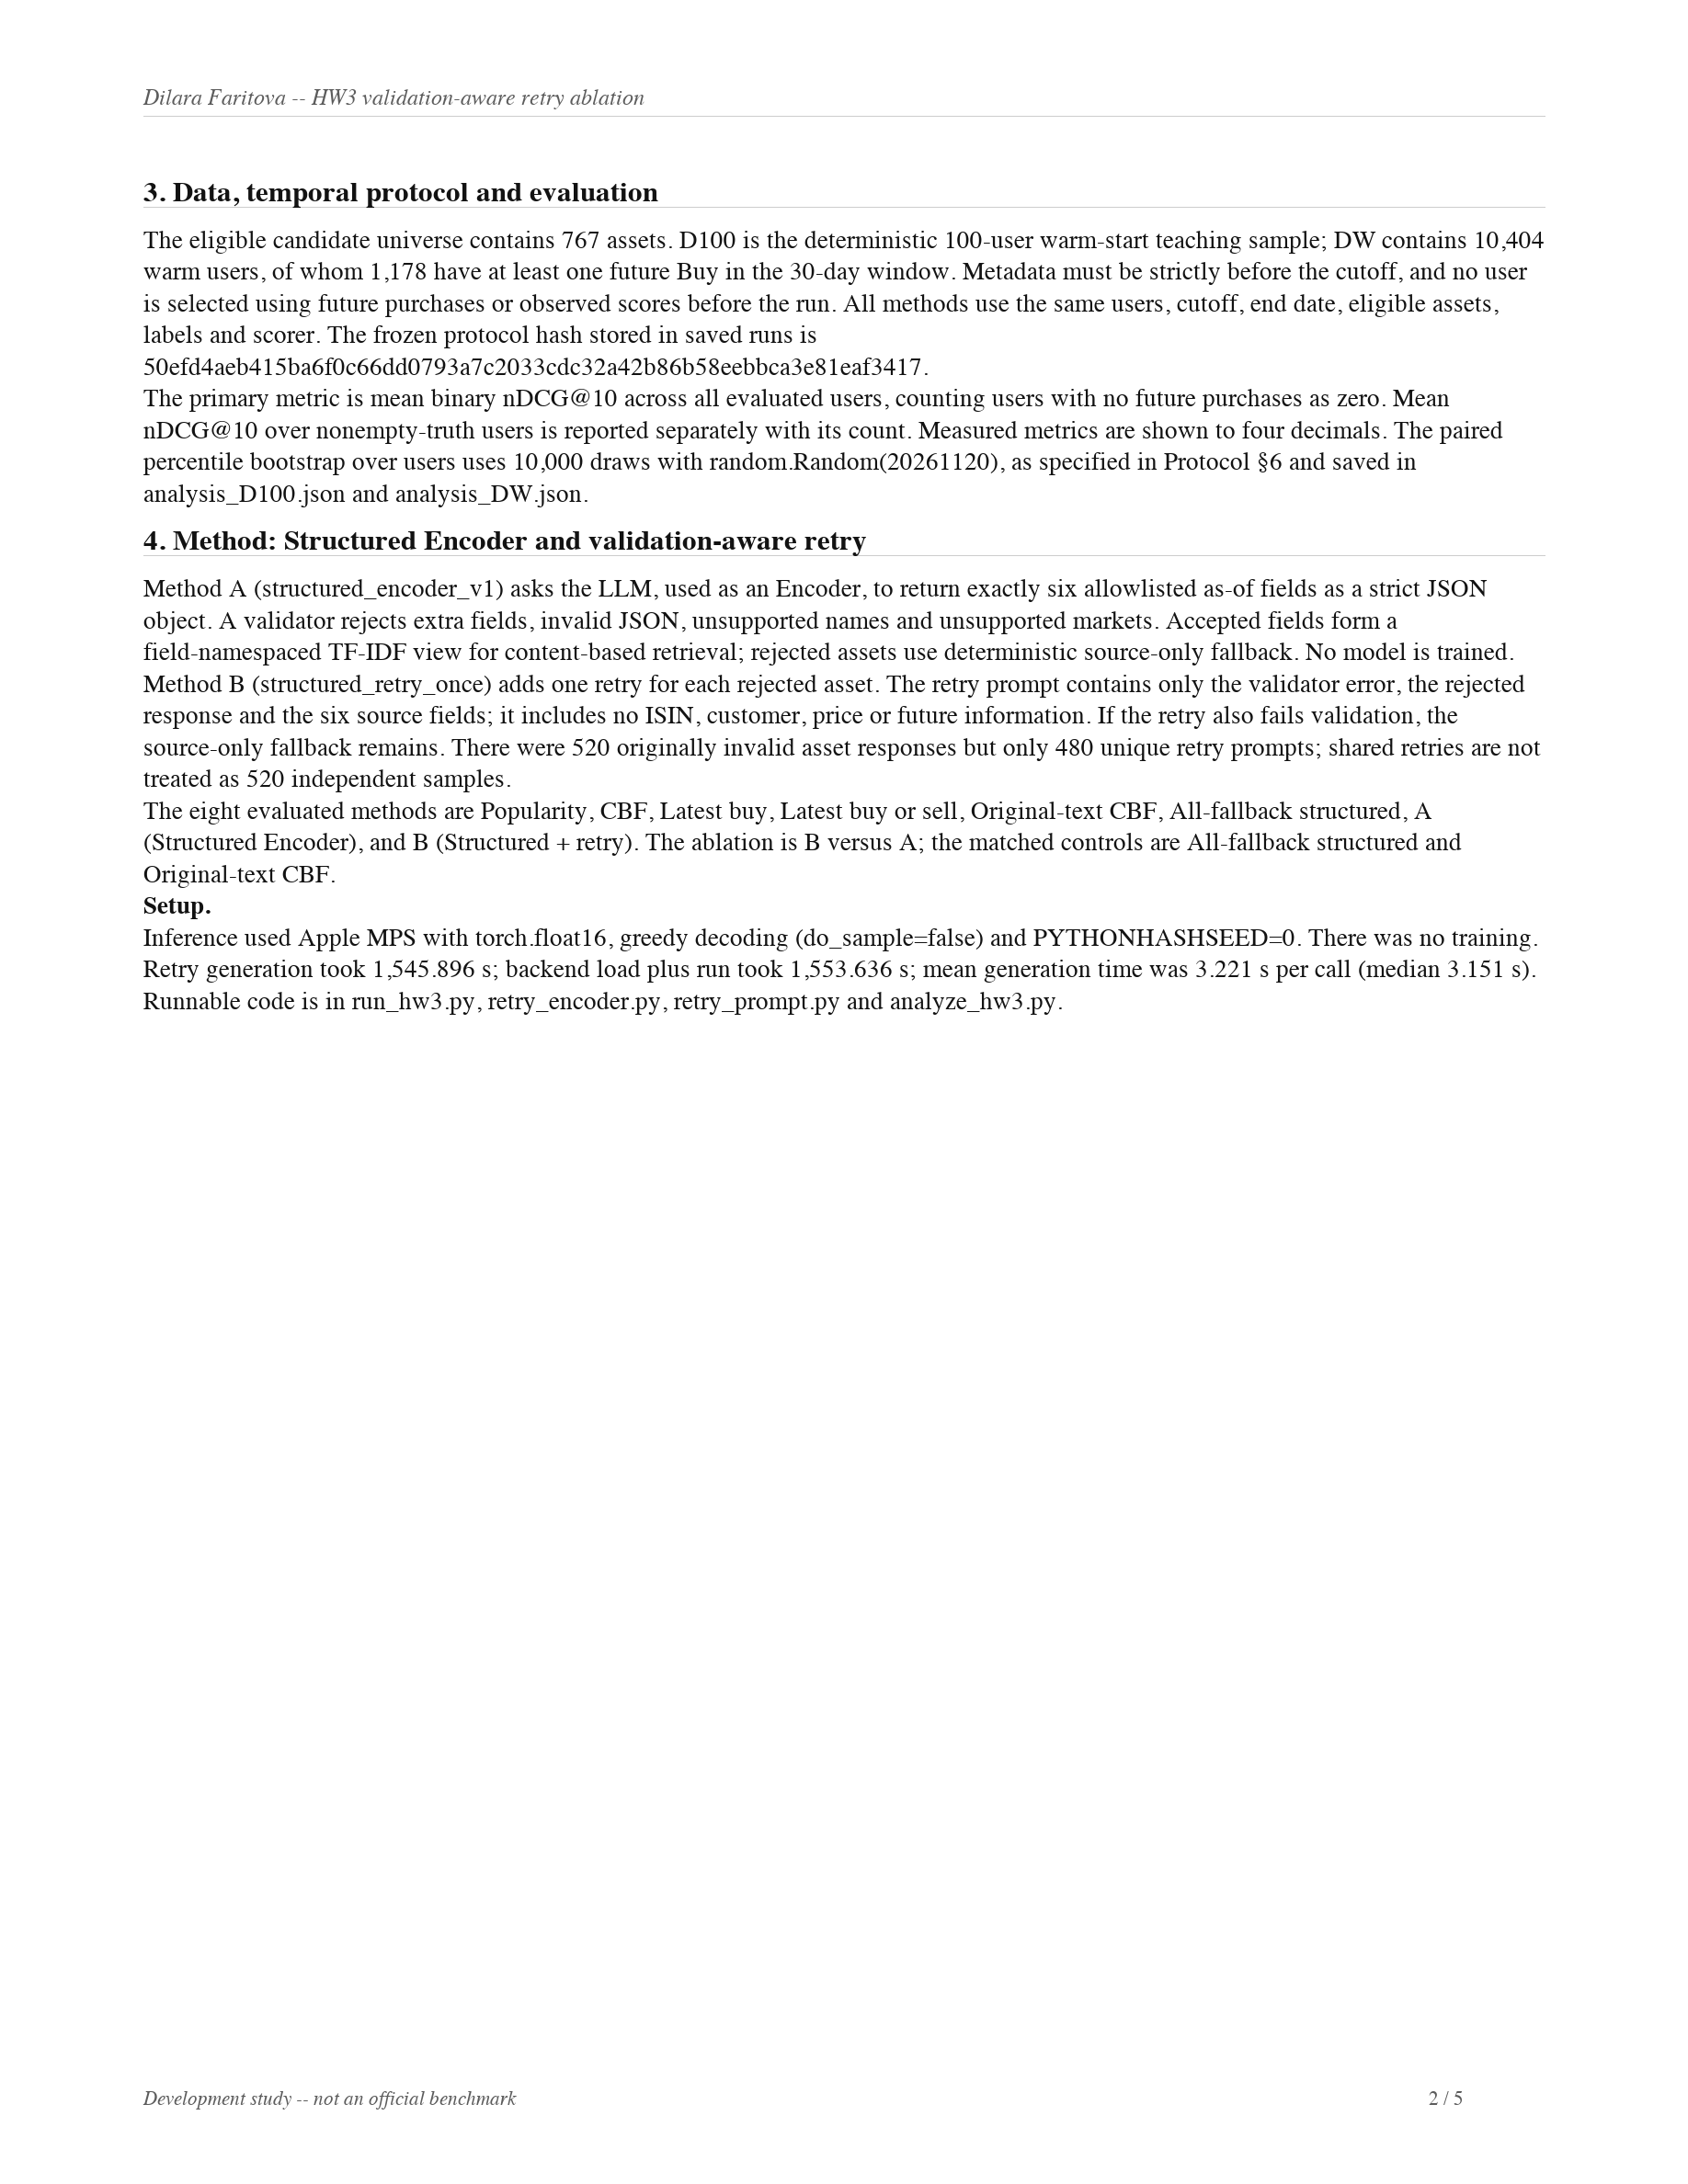 Dilara Faritova -- HW3 validation-aware retry ablation
3. Data, temporal protocol and evaluation
The eligible candidate universe contains 767 assets. D100 is the deterministic 100-user warm-start teaching sample; DW contains 10,404
warm users, of whom 1,178 have at least one future Buy in the 30-day window. Metadata must be strictly before the cutoff, and no user
is selected using future purchases or observed scores before the run. All methods use the same users, cutoff, end date, eligible assets,
labels and scorer. The frozen protocol hash stored in saved runs is
50efd4aeb415ba6f0c66dd0793a7c2033cdc32a42b86b58eebbca3e81eaf3417.
The primary metric is mean binary nDCG@10 across all evaluated users, counting users with no future purchases as zero. Mean
nDCG@10 over nonempty-truth users is reported separately with its count. Measured metrics are shown to four decimals. The paired
percentile bootstrap over users uses 10,000 draws with random.Random(20261120), as specified in Protocol §6 and saved in
analysis_D100.json and analysis_DW.json.
4. Method: Structured Encoder and validation-aware retry
Method A (structured_encoder_v1) asks the LLM, used as an Encoder, to return exactly six allowlisted as-of fields as a strict JSON
object. A validator rejects extra fields, invalid JSON, unsupported names and unsupported markets. Accepted fields form a
field-namespaced TF-IDF view for content-based retrieval; rejected assets use deterministic source-only fallback. No model is trained.
Method B (structured_retry_once) adds one retry for each rejected asset. The retry prompt contains only the validator error, the rejected
response and the six source fields; it includes no ISIN, customer, price or future information. If the retry also fails validation, the
source-only fallback remains. There were 520 originally invalid asset responses but only 480 unique retry prompts; shared retries are not
treated as 520 independent samples.
The eight evaluated methods are Popularity, CBF, Latest buy, Latest buy or sell, Original-text CBF, All-fallback structured, A
(Structured Encoder), and B (Structured + retry). The ablation is B versus A; the matched controls are All-fallback structured and
Original-text CBF.
Setup.
Inference used Apple MPS with torch.float16, greedy decoding (do_sample=false) and PYTHONHASHSEED=0. There was no training.
Retry generation took 1,545.896 s; backend load plus run took 1,553.636 s; mean generation time was 3.221 s per call (median 3.151 s).
Runnable code is in run_hw3.py, retry_encoder.py, retry_prompt.py and analyze_hw3.py.
Development study -- not an official benchmark
2 / 5